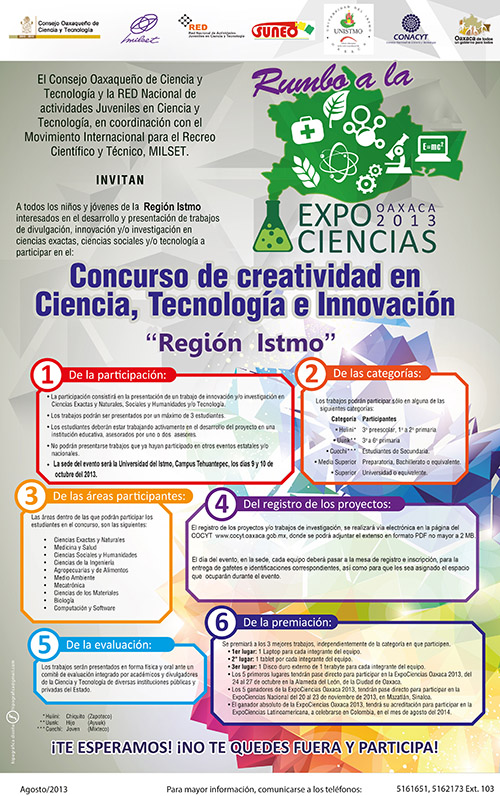 Consejo Oaxaqueño de
Ciencia y Tecnología
milset
RED
Red Nacional de Actividades
Juveniles en Ciencia y Tecnología
SUNEO
UNISTMO
CONACYT
Oaxaca de todos
un gobierno para todos
El Consejo Oaxaqueño de Ciencia y
Tecnología y la RED Nacional de
actividades Juveniles en Ciencia y
Tecnología, en coordinación con el
Movimiento Internacional para el Recreo
Científico y Técnico, MILSET.
INVITAN
A todos los niños y jóvenes de la Región Istmo
interesados en el desarrollo y presentación de trabajos
de divulgación, innovación y/o investigación en
ciencias exactas, ciencias sociales y/o tecnología a
participar en el:
Rumbo a la
E=mc²
EXPO OAXACA
2013
CIENCIAS
Concurso de creatividad en
Ciencia, Tecnología e Innovación
“Región Istmo”
1 De la participación:
• La participación consistirá en la presentación de un trabajo de innovación y/o investigación en
Ciencias Exactas y Naturales, Sociales y Humanidades y/o Tecnología.
• Los trabajos podrán ser presentados por un máximo de 3 estudiantes.
• Los estudiantes deberán estar trabajando activamente en el desarrollo del proyecto en una
institución educativa, asesorados por uno o dos asesores.
• No podrán presentarse trabajos que ya hayan participado en otros eventos estatal y/o
nacionales.
• La sede del evento será la Universidad del Istmo, Campus Tehuantepec, los días 9 y 10 de
octubre del 2013.
2 De las categorías:
Los trabajos podrán participar sólo en alguna de las
siguientes categorías:
Categoría Participantes
• Huiini* 3º preescolar, 1º a 2º primaria.
• Uank** 3º a 6º primaria
• Cuechi*** Estudiantes de Secundaria.
• Media Superior Preparatoria, Bachillerato o equivalente.
• Superior Universidad o equivalente.
3 De las áreas participantes:
Las áreas dentro de las que podrán participar los
estudiantes en el concurso, son las siguientes:
• Ciencias Exactas y Naturales
• Medicina y Salud
• Ciencias Sociales y Humanidades
• Ciencias de la Ingeniería
• Agropecuarias y de Alimentos
• Medio Ambiente
• Mecatrónica
• Ciencias de los Materiales
• Biología
• Computación y Software
4 Del registro de los proyectos:
El registro de los proyectos y/o trabajos de investigación, se realizará vía electrónica en la página del
COCYT www.cocyt.oaxaca.gob.mx, donde se podrá adjuntar el extenso en formato PDF no mayor a 2 MB.
El día del evento, en la sede, cada equipo deberá pasar a la mesa de registro e inscripción, para la
entrega de gafetes e identificaciones correspondientes, así como para que les sea asignado el espacio
que ocuparán durante el evento.
5 De la evaluación:
Los trabajos serán presentados en forma física y oral ante un
comité de evaluación integrado por académicos y divulgadores
de la Ciencia y Tecnología de diversas instituciones públicas y
privadas del Estado.
* Huiini: Chiquito (Zapoteco)
** Uank: Hijo (Ayuuk)
*** Cuechi: Joven (Mixteco)
6 De la premiación:
Se premiará a los 3 mejores trabajos, independientemente de la categoría en que participen.
• 1er lugar: 1 Laptop para cada integrante del equipo.
• 2º lugar: 1 tablet por cada integrante del equipo.
• 3er lugar: 1 Disco duro externo de 1 terabyte para cada integrante del equipo.
• Los 5 primeros lugares tendrán pase directo para participar en la ExpoCiencias Oaxaca 2013, del
24 al 27 de octubre en la Alameda del León, de la Ciudad de Oaxaca.
• Los 5 ganadores de la ExpoCiencias Oaxaca 2013, tendrán pase directo para participar en la
ExpoCiencias Nacional del 20 al 23 de noviembre de 2013, en Mazatlán, Sinaloa.
• El ganador absoluto de la ExpoCiencias Oaxaca 2013, tendrá su acreditación para participar en la
ExpoCiencias Latinoamericana, a celebrarse en Colombia, en el mes de agosto del 2014.
¡TE ESPERAMOS! ¡NO TE QUEDES FUERA Y PARTICIPA!
Agosto/2013 Para mayor información, comunicarse a los teléfonos: 5161651, 5162173 Ext. 103